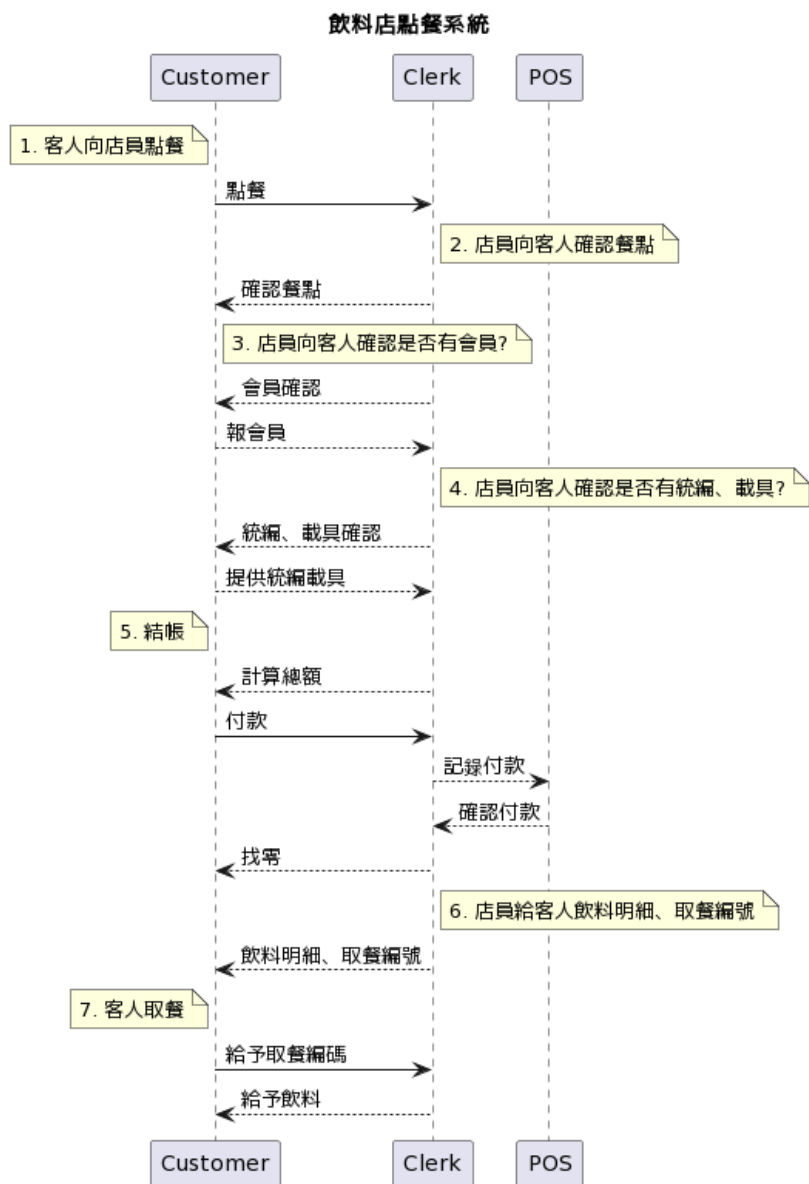 飲料店點餐系統
Customer Clerk POS
1. 客人向店員點餐
點餐
2. 店員向客人確認餐點
確認餐點
3. 店員向客人確認是否有會員?
會員確認
報會員
4. 店員向客人確認是否有統編、載具?
統編、載具確認
提供統編載具
5. 結帳
計算總額
付款
記錄付款
確認付款
找零
6. 店員給客人飲料明細、取餐編號
飲料明細、取餐編號
7. 客人取餐
給予取餐編碼
給予飲料
Customer Clerk POS